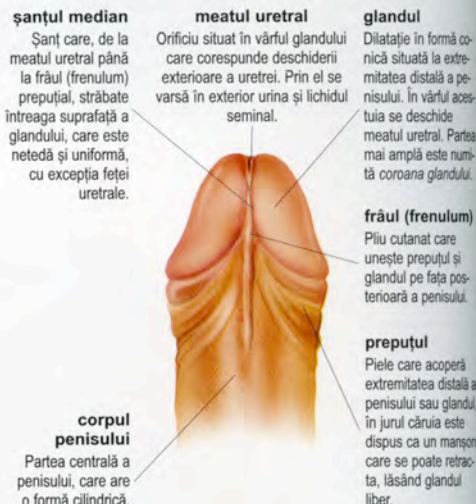 șanțul median
Șanț care, de la
meatul uretral până
la frâul (frenulum)
prepuțial, străbate
întreaga suprafață a
glandului, care este
netedă și uniformă,
cu excepția feței
uretrale.
meatul uretral
Orificiu situat în vârful glandului
care corespunde deschiderii
exterioare a uretrei. Prin el se
varsă în exterior urina și lichidul
seminal.
glandul
Dilatație în formă co-
nică situată la extre-
mitatea distală a pe-
nisului. În vârful aces-
tuia se deschide
meatul uretral. Partea
mai amplă este numi-
tă coroana glandului.
frâul (frenulum)
Pliu cutanat care
unește prepuțul și
glandul pe fața pos-
terioară a penisului.
prepuțul
Piele care acoperă
extremitatea distală a
penisului sau glandul,
în jurul căruia este
dispus ca un manșon
care se poate retrac-
ta, lăsând glandul
liber.
corpul
penisului
Partea centrală a
penisului, care are
o formă cilindrică.